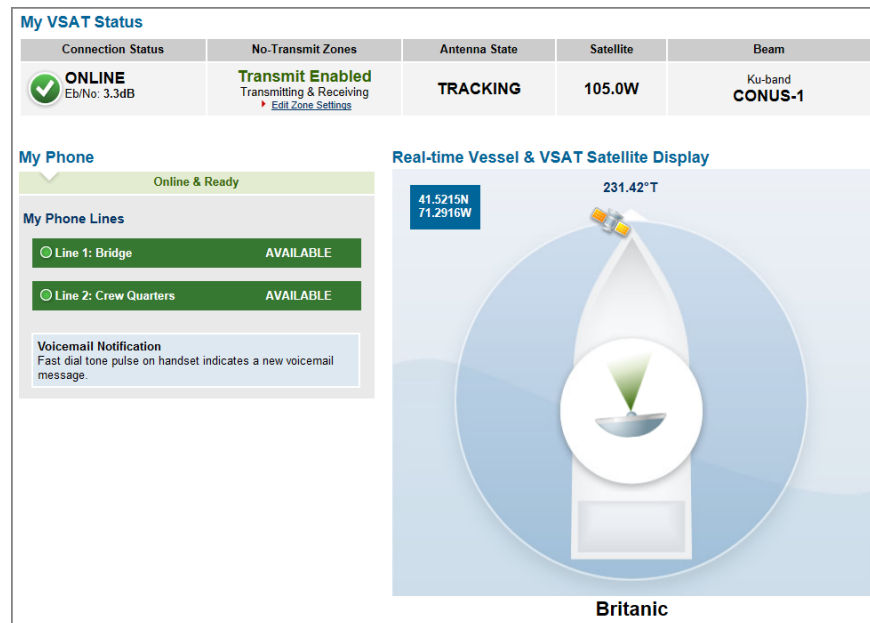 My VSAT Status
Connection Status
No-Transmit Zones
Antenna State
Satellite
Beam
ONLINE
Eb/No: 3.3dB
Transmit Enabled
Transmitting & Receiving
Edit Zone Settings
TRACKING
105.0W
Ku-band
CONUS-1
My Phone
Online & Ready
My Phone Lines
Line 1: Bridge AVAILABLE
Line 2: Crew Quarters AVAILABLE
Voicemail Notification
Fast dial tone pulse on handset indicates a new voicemail
message.
Real-time Vessel & VSAT Satellite Display
41.5215N
71.2916W
231.42°T
Britanic